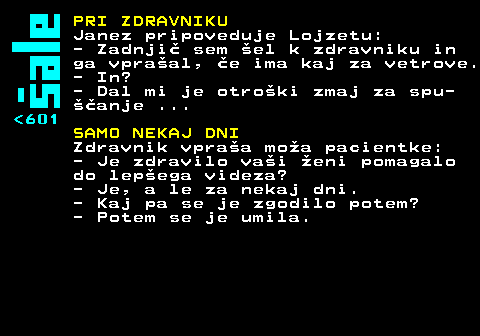 šale
<601
PRI ZDRAVNIKU
Janez pripoveduje Lojzetu:
- Zadnjič sem šel k zdravniku in
ga vprašal, če ima kaj za vetrove.
- In?
- Dal mi je otroški zmaj za spu-
ščanje ...
SAMO NEKAJ DNI
Zdravnik vpraša moža pacientke:
- Je zdravilo vaši ženi pomagalo
do lepšega videza?
- Je, a le za nekaj dni.
- Kaj pa se je zgodilo potem?
- Potem se je umila.